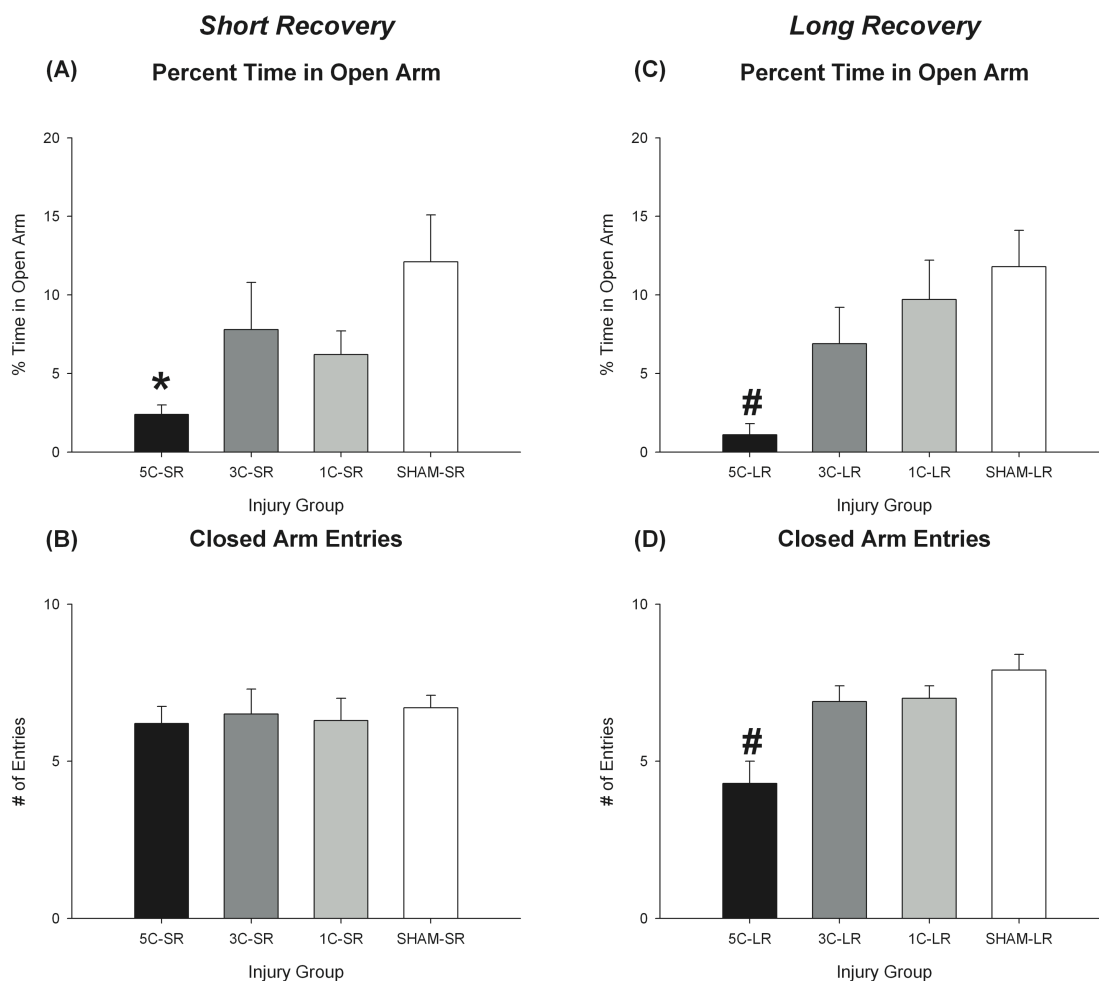 Short Recovery
(A) Percent Time in Open Arm
% Time in Open Arm
20
15
10
5
0
*
5C-SR 3C-SR 1C-SR SHAM-SR
Injury Group
(B) Closed Arm Entries
# of Entries
10
5
0
5C-SR 3C-SR 1C-SR SHAM-SR
Injury Group
Long Recovery
(C) Percent Time in Open Arm
% Time in Open Arm
20
15
10
5
0
#
5C-LR 3C-LR 1C-LR SHAM-LR
Injury Group
(D) Closed Arm Entries
# of Entries
10
5
0
#
5C-LR 3C-LR 1C-LR SHAM-LR
Injury Group